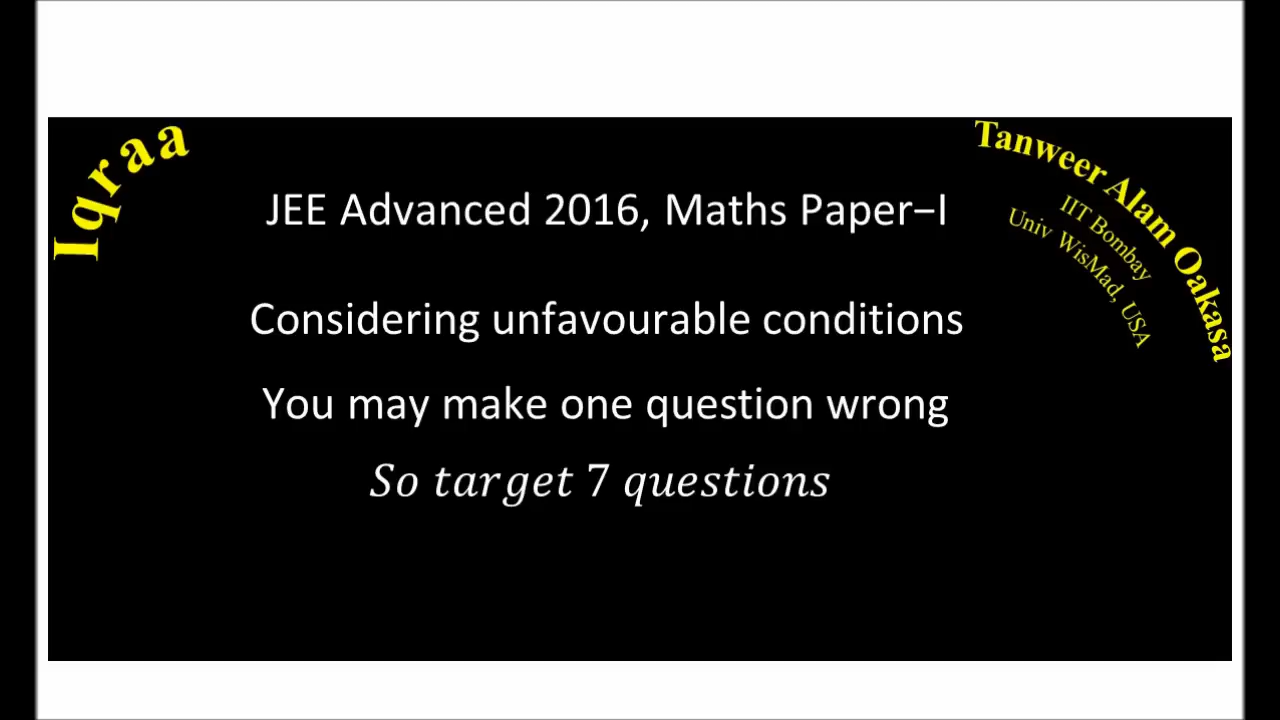 Iqraa
Tanweer Alam Oakasa
IIT Bombay
Univ WisMad, USA
JEE Advanced 2016, Maths Paper–I
Considering unfavourable conditions
You may make one question wrong
So target 7 questions